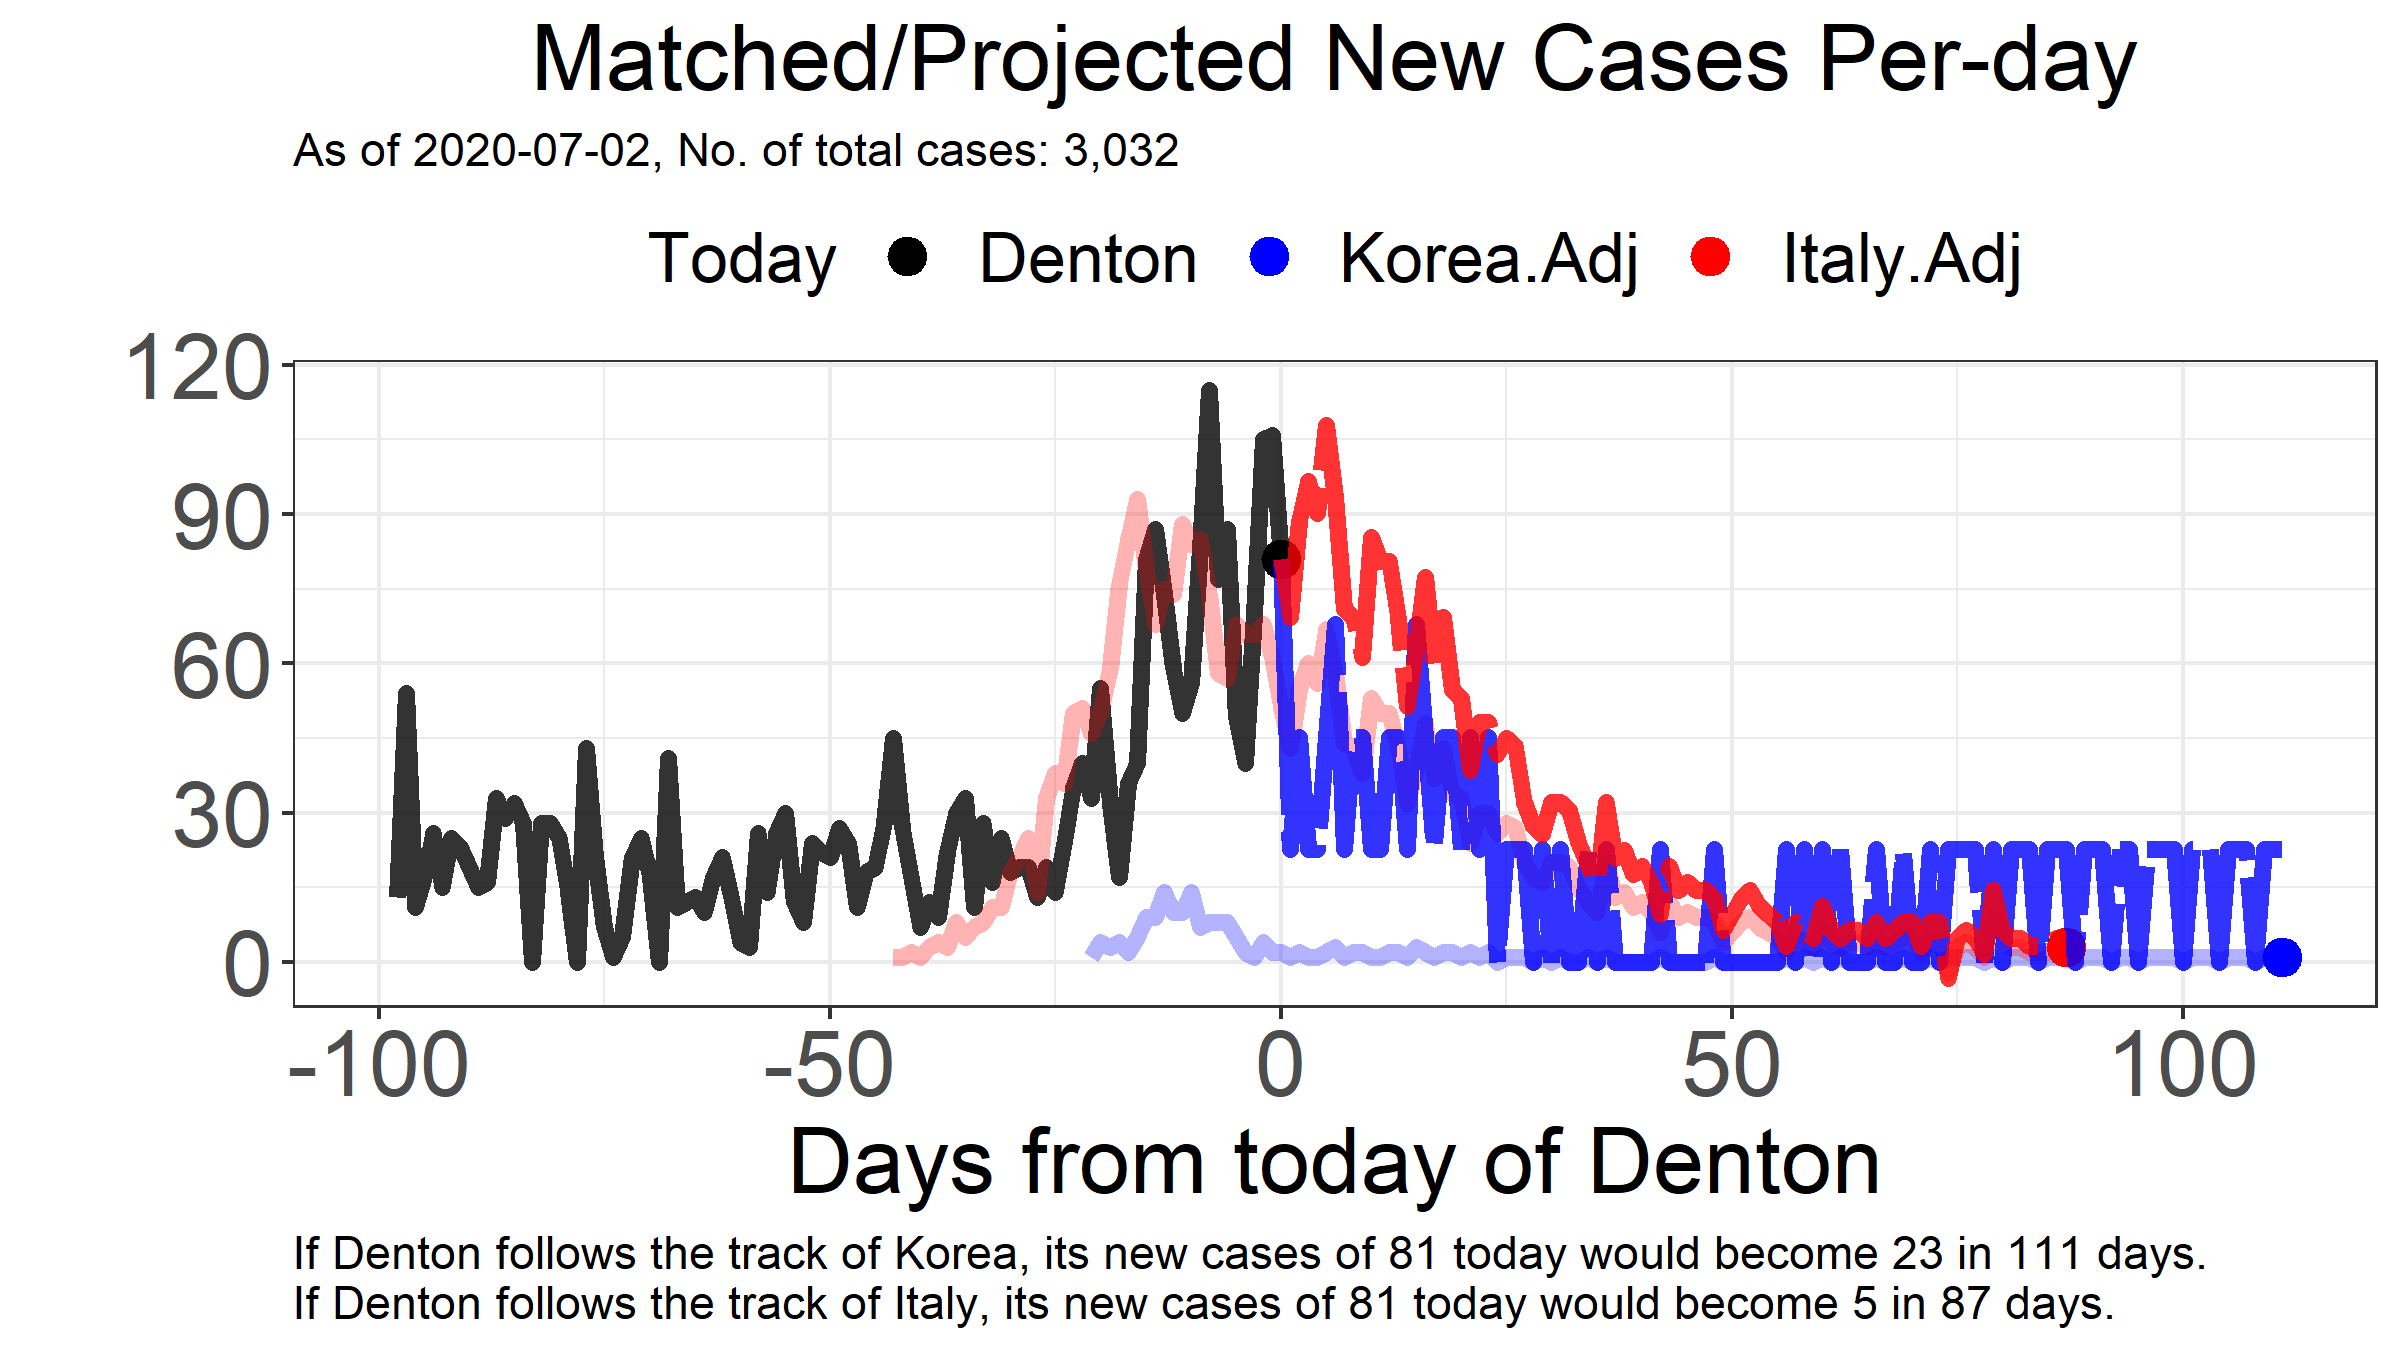 Matched/Projected New Cases Per-day
As of 2020-07-02, No. of total cases: 3,032
Today Denton Korea.Adj Italy.Adj
120
90
60
30
0
-100 -50 0 50 100
Days from today of Denton
If Denton follows the track of Korea, its new cases of 81 today would become 23 in 111 days.
If Denton follows the track of Italy, its new cases of 81 today would become 5 in 87 days.